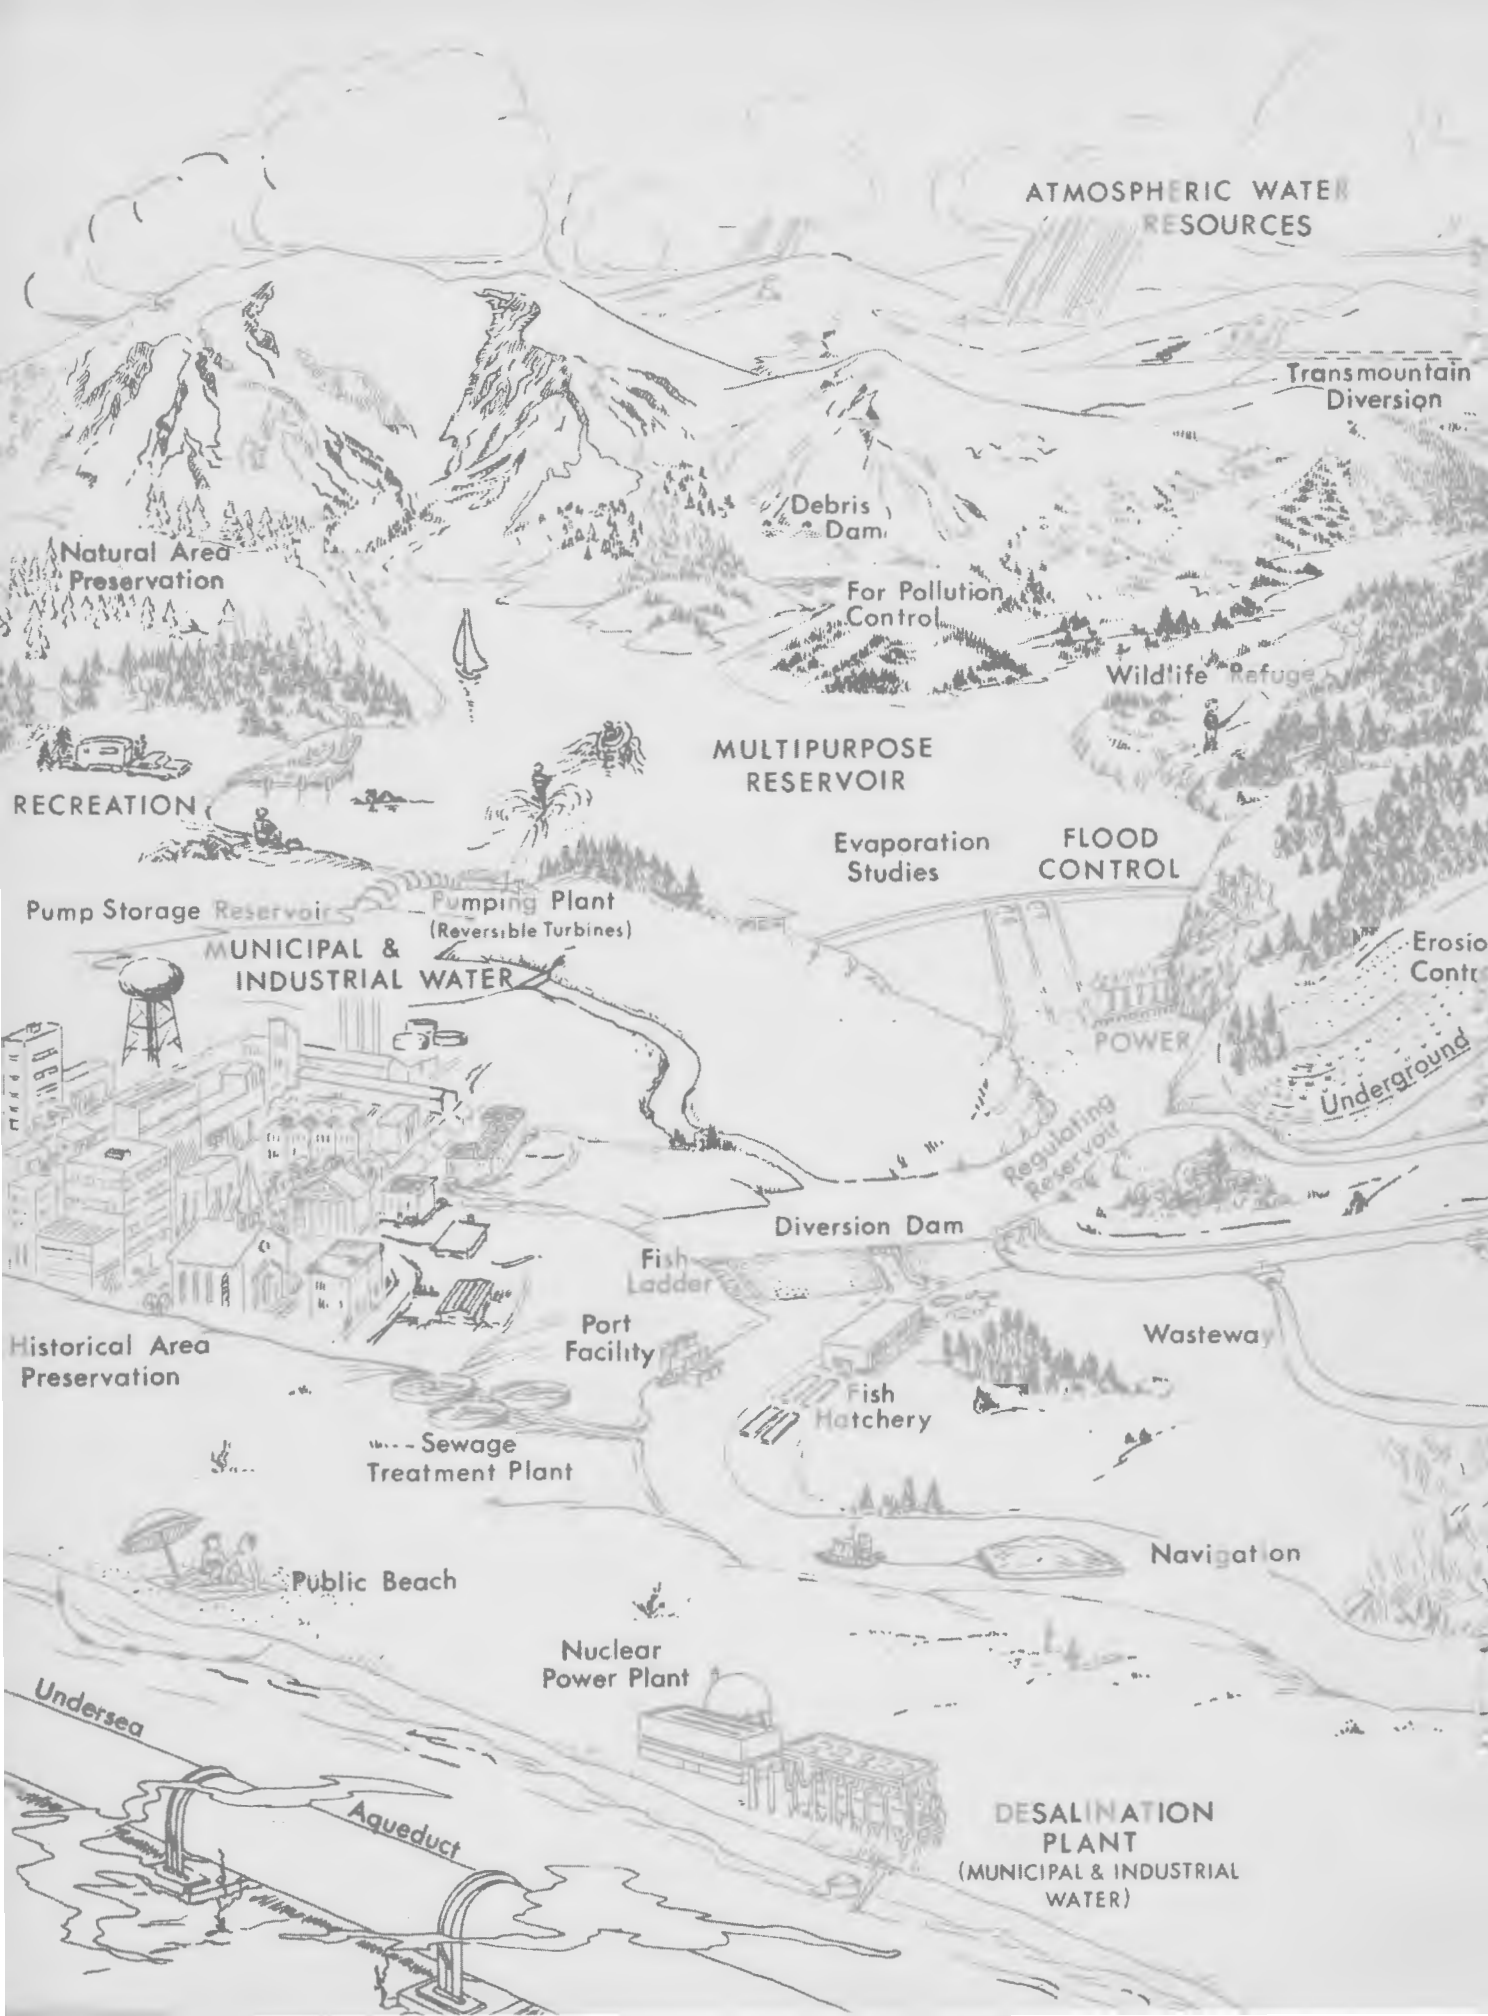 ATMOSPHERIC WATER
RESOURCES
Transmountain
Diversion
Debris
Dam
Natural Area
Preservation
For Pollution
Control
Wildlife Refuge
MULTIPURPOSE
RESERVOIR
RECREATION
Evaporation
Studies
FLOOD
CONTROL
Pump Storage Reservoir
Pumping Plant
(Reversible Turbines)
MUNICIPAL &
INDUSTRIAL WATER
Erosio
Contr
POWER
Underground
Regulating
Reservoir
Diversion Dam
Fish
Ladder
Port
Facility
Wasteway
Historical Area
Preservation
Fish
Hatchery
Sewage
Treatment Plant
Navigation
Public Beach
Nuclear
Power Plant
Undersea
Aqueduct
DESALINATION
PLANT
(MUNICIPAL & INDUSTRIAL
WATER)